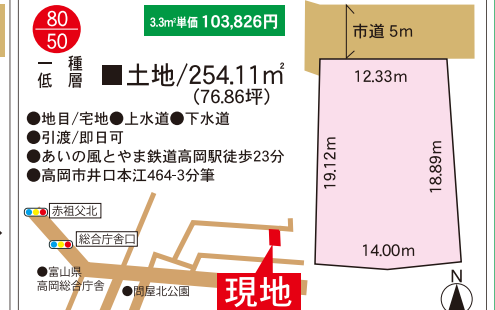 80
50
3.3㎡単価 103,826円
一種
低層
■土地/254.11㎡
(76.86坪)
●地目/宅地●上水道●下水道
●引渡/即日可
●あいの風とやま鉄道高岡駅徒歩23分
●高岡市井口本江464-3分筆
赤祖父北
総合庁舎口
●富山県
高岡総合庁舎
●問屋北公園
現地
市道 5m
12.33m
19.12m
18.89m
14.00m
N